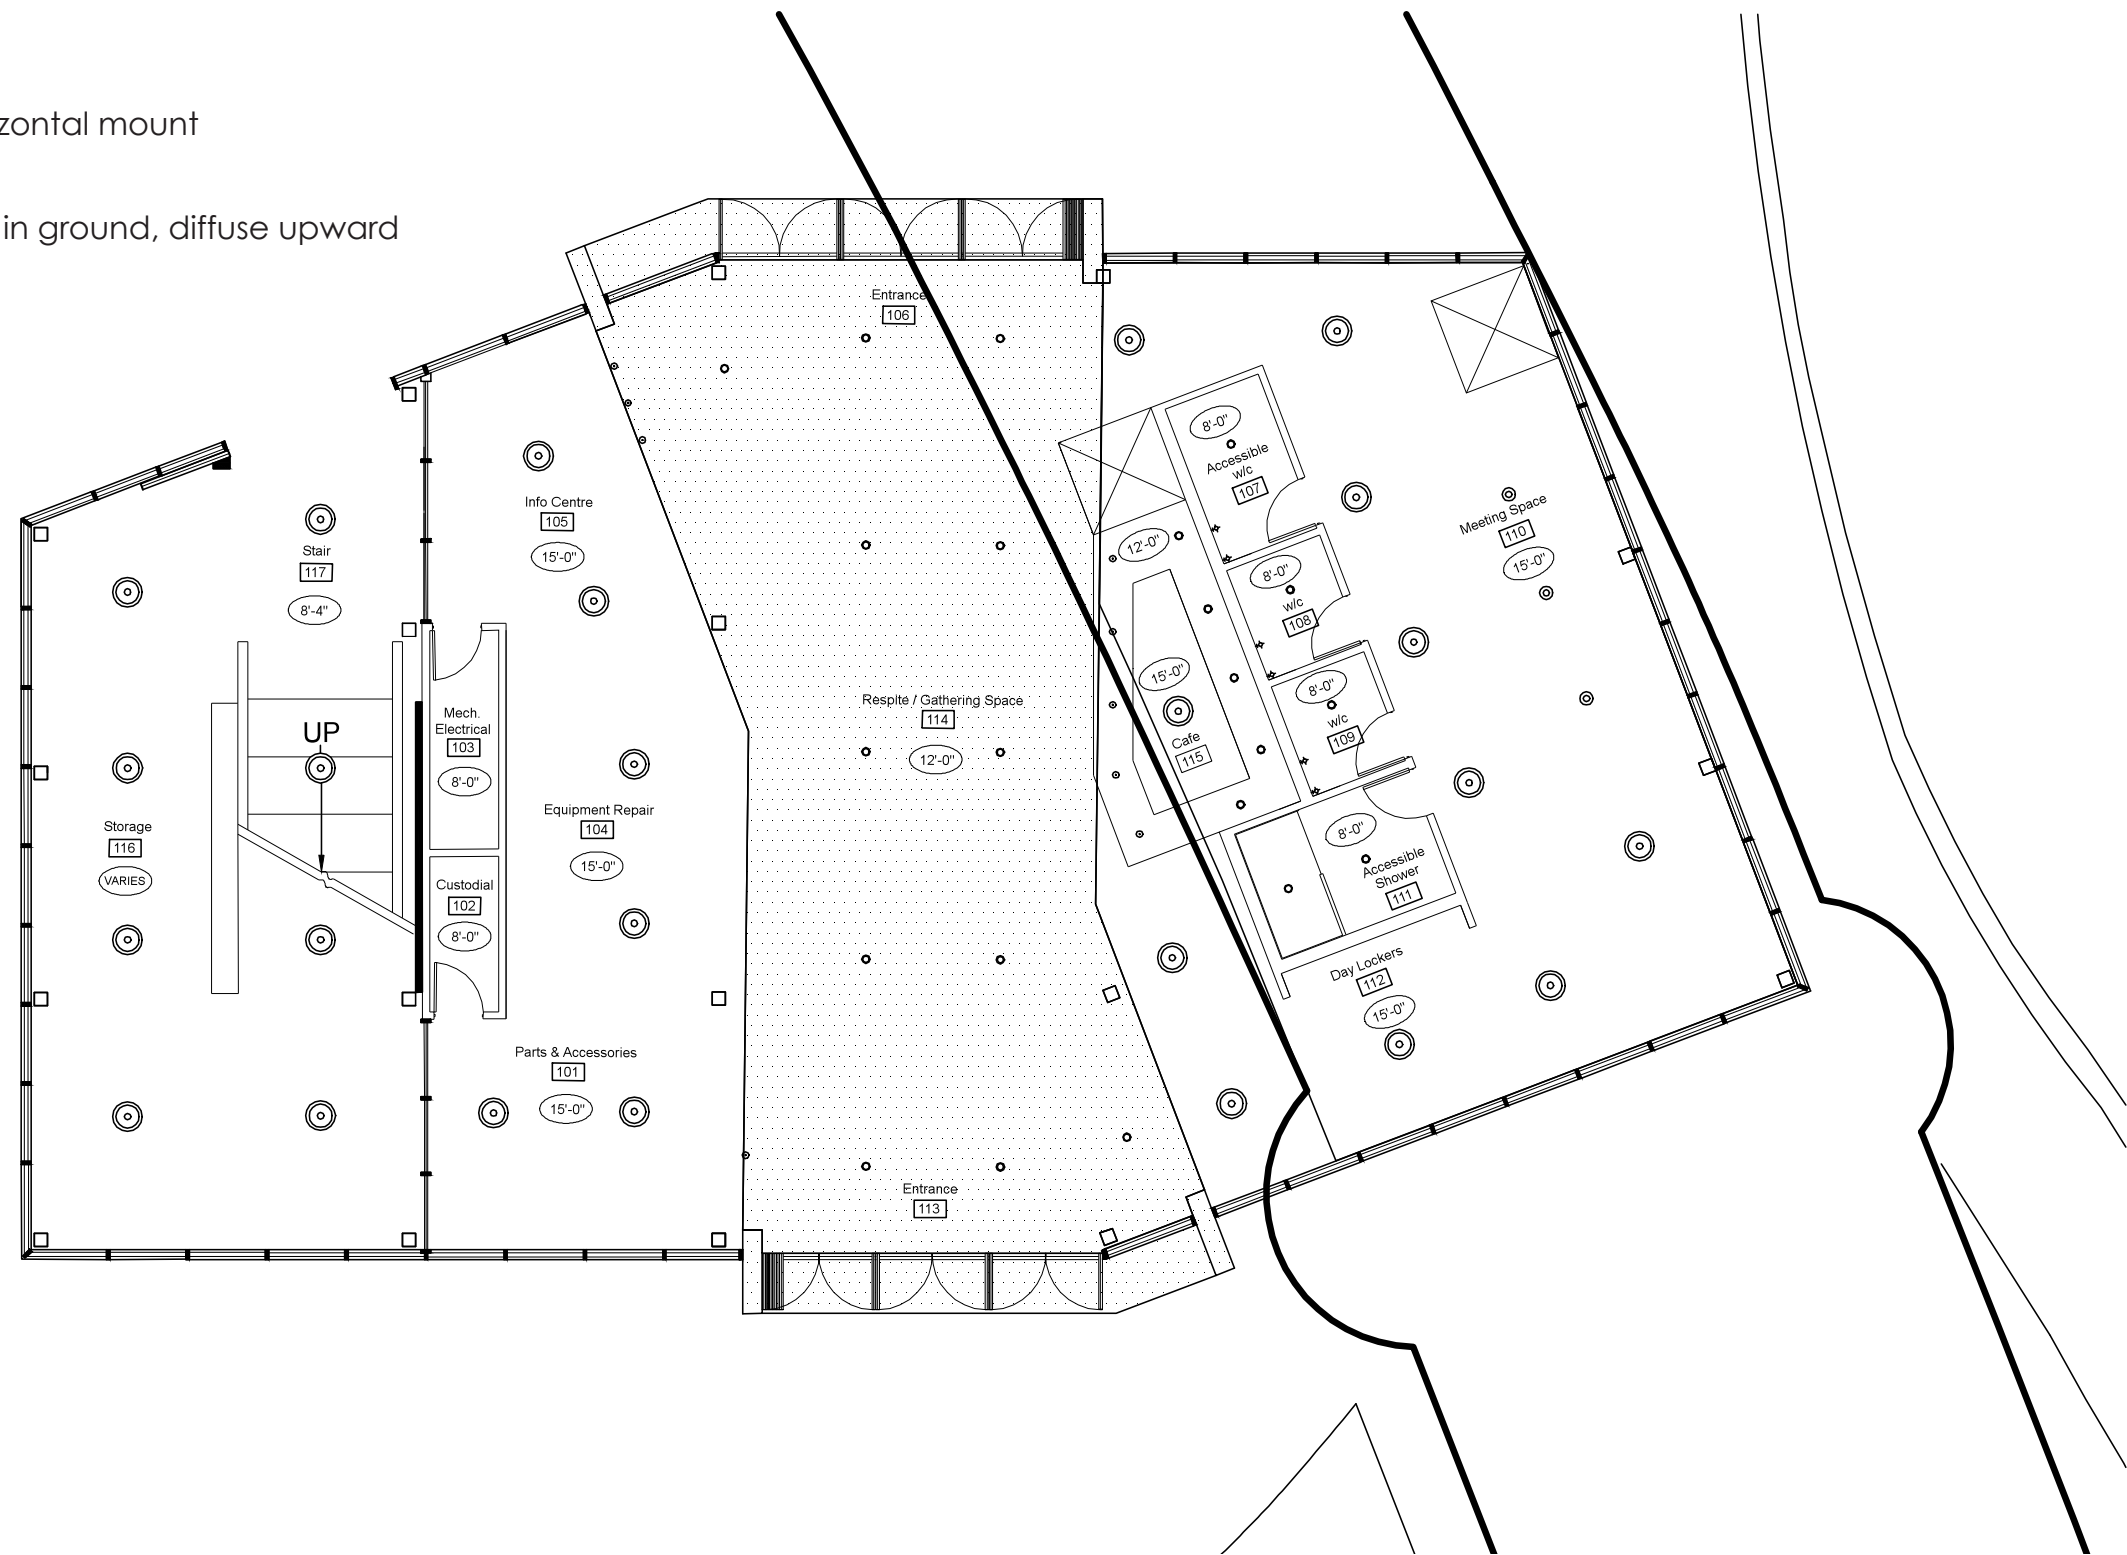 zontal mount
in ground, diffuse upward
Entrance
106
8'-0"
Accessible
w/c
107
Info Centre
105
15'-0"
Meeting Space
110
15'-0"
Stair
117
8'-4"
12'-0"
8'-0"
w/c
108
15'-0"
Cafe
115
8'-0"
w/c
109
Respite / Gathering Space
114
12'-0"
Mech.
Electrical
103
8'-0"
UP
Equipment Repair
104
15'-0"
Storage
116
VARIES
8'-0"
Accessible
Shower
111
Custodial
102
8'-0"
Day Lockers
112
15'-0"
Parts & Accessories
101
15'-0"
Entrance
113